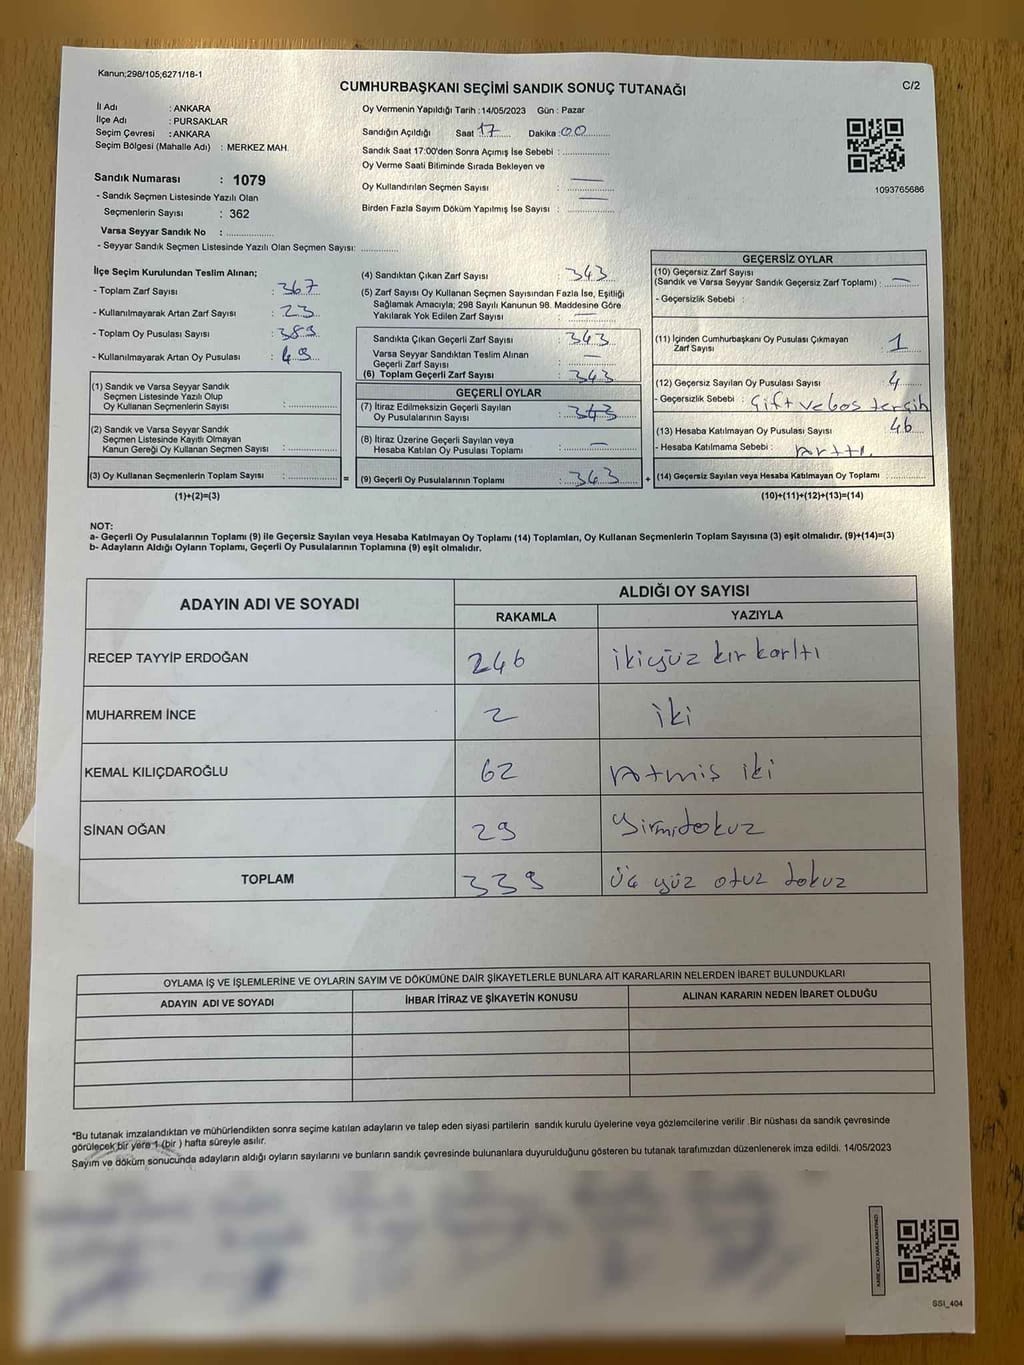 Kanun;298/105;6271/18-1
CUMHURBAŞKANI SEÇİMİ SANDIK SONUÇ TUTANAĞI
C/2
İl Adı : ANKARA
İlçe Adı : PURSAKLAR
Seçim Çevresi : ANKARA
Seçim Bölgesi (Mahalle Adı) : MERKEZ MAH.
Sandık Numarası : 1079
- Sandık Seçmen Listesinde Yazılı Olan
Seçmenlerin Sayısı : 362
Varsa Seyyar Sandık No :
- Seyyar Sandık Seçmen Listesinde Yazılı Olan Seçmen Sayısı:
Oy Vermenin Yapıldığı Tarih : 14/05/2023 Gün : Pazar
Sandığın Açıldığı Saat 17 Dakika : 00
Sandık Saat 17:00'den Sonra Açımış İse Sebebi :
Oy Verme Saati Bitiminde Sırada Bekleyen ve
Oy Kullandırılan Seçmen Sayısı : —
Birden Fazla Sayım Döküm Yapılmış İse Sayısı : —
1093765686
İlçe Seçim Kurulundan Teslim Alınan;
- Toplam Zarf Sayısı : 367
- Kullanılmayarak Artan Zarf Sayısı : 23
- Toplam Oy Pusulası Sayısı : 389
- Kullanılmayarak Artan Oy Pusulası : 49
(1) Sandık ve Varsa Seyyar Sandık
Seçmen Listesinde Yazılı Olup
Oy Kullanan Seçmenlerin Sayısı :
(2) Sandık ve Varsa Seyyar Sandık
Seçmen Listesinde Kayıtlı Olmayan
Kanun Gereği Oy Kullanan Seçmen Sayısı :
(3) Oy Kullanan Seçmenlerin Toplam Sayısı : =
(1)+(2)=(3)
(4) Sandıktan Çıkan Zarf Sayısı : 343
(5) Zarf Sayısı Oy Kullanan Seçmen Sayısından Fazla İse, Eşitliği
Sağlamak Amacıyla; 298 Sayılı Kanunun 98. Maddesine Göre
Yakılarak Yok Edilen Zarf Sayısı : —
Sandıkta Çıkan Geçerli Zarf Sayısı : 343
Varsa Seyyar Sandıktan Teslim Alınan
Geçerli Zarf Sayısı : —
(6) Toplam Geçerli Zarf Sayısı : 343
GEÇERLİ OYLAR
(7) İtiraz Edilmeksizin Geçerli Sayılan
Oy Pusulasının Sayısı : 343
(8) İtiraz Üzerine Geçerli Sayılan veya
Hesaba Katılan Oy Pusulası Toplamı : —
(9) Geçerli Oy Pusulalarının Toplamı : 343 +
GEÇERSİZ OYLAR
(10) Geçersiz Zarf Sayısı
(Sandık ve Varsa Seyyar Sandık Geçersiz Zarf Toplamı) : —
- Geçersizlik Sebebi :
(11) İçinden Cumhurbaşkanı Oy Pusulası Çıkmayan
Zarf Sayısı : 1
(12) Geçersiz Sayılan Oy Pusulası Sayısı : 4
- Geçersizlik Sebebi : Çift ve boş tercih
(13) Hesaba Katılmayan Oy Pusulası Sayısı : 46
- Hesaba Katılmama Sebebi : Arttı
(14) Geçersiz Sayılan veya Hesaba Katılmayan Oy Toplamı :
(10)+(11)+(12)+(13)=(14)
NOT:
a- Geçerli Oy Pusulalarının Toplamı (9) ile Geçersiz Sayılan veya Hesaba Katılmayan Oy Toplamı (14) Toplamları, Oy Kullanan Seçmenlerin Toplam Sayısına (3) eşit olmalıdır. (9)+(14)=(3)
b- Adayların Aldığı Oyların Toplamı, Geçerli Oy Pusulalarının Toplamına (9) eşit olmalıdır.
ADAYIN ADI VE SOYADI
ALDIĞI OY SAYISI
RAKAMLA YAZIYLA
RECEP TAYYİP ERDOĞAN 246 ikiyüz kırkaltı
MUHARREM İNCE 2 iki
KEMAL KILIÇDAROĞLU 62 Atmış iki
SİNAN OĞAN 29 Yirmidokuz
TOPLAM 339 Üç yüz otuz dokuz
OYLAMA İŞ VE İŞLEMLERİNE VE OYLARIN SAYIM VE DÖKÜMÜNE DAİR ŞİKAYETLERLE BUNLARA AİT KARARLARIN NELERDEN İBARET BULUNDUKLARI
ADAYIN ADI VE SOYADI İHBAR İTİRAZ VE ŞİKAYETİN KONUSU ALINAN KARARIN NEDEN İBARET OLDUĞU
*Bu tutanak imzalandıktan ve mühürlendikten sonra seçime katılan adayların ve talep eden siyasi partilerin sandık kurulu üyelerine veya gözlemcilerine verilir .Bir nüshası da sandık çevresinde
görülecek bir yere 1 (bir ) hafta süreyle asılır.
Sayım ve döküm sonucunda adayların aldığı oyların sayılarını ve bunların sandık çevresinde bulunanlara duyurulduğunu gösteren bu tutanak tarafımızdan düzenlenerek imza edildi. 14/05/2023
KARE KODU KARALAMAYINIZ!
SSI_404